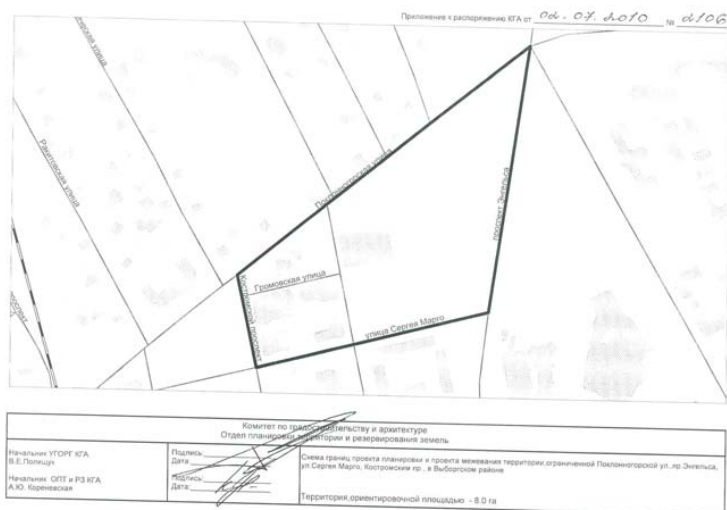 Приложение к распоряжению КГА от 02.07.2010 № 2106
Ракитовская улица
Поклонногорская улица
проспект Энгельса
Громовская улица
Костромской проспект
улица Сергея Марго
проспект
Комитет по градостроительству и архитектуре
Отдел планировки территории и резервирования земель
Начальник УГОРГ КГА
В.Е.Полищук
Подпись:
Дата:
Схема границ проекта планировки и проекта межевания территории,ограниченной Поклонногорской ул.,пр.Энгельса,
ул.Сергея Марго, Костромским пр., в Выборгском районе
Начальник ОПТ и РЗ КГА
А.Ю. Кореневская
Подпись:
Дата:
Территория,ориентировочной площадью - 8,0 га